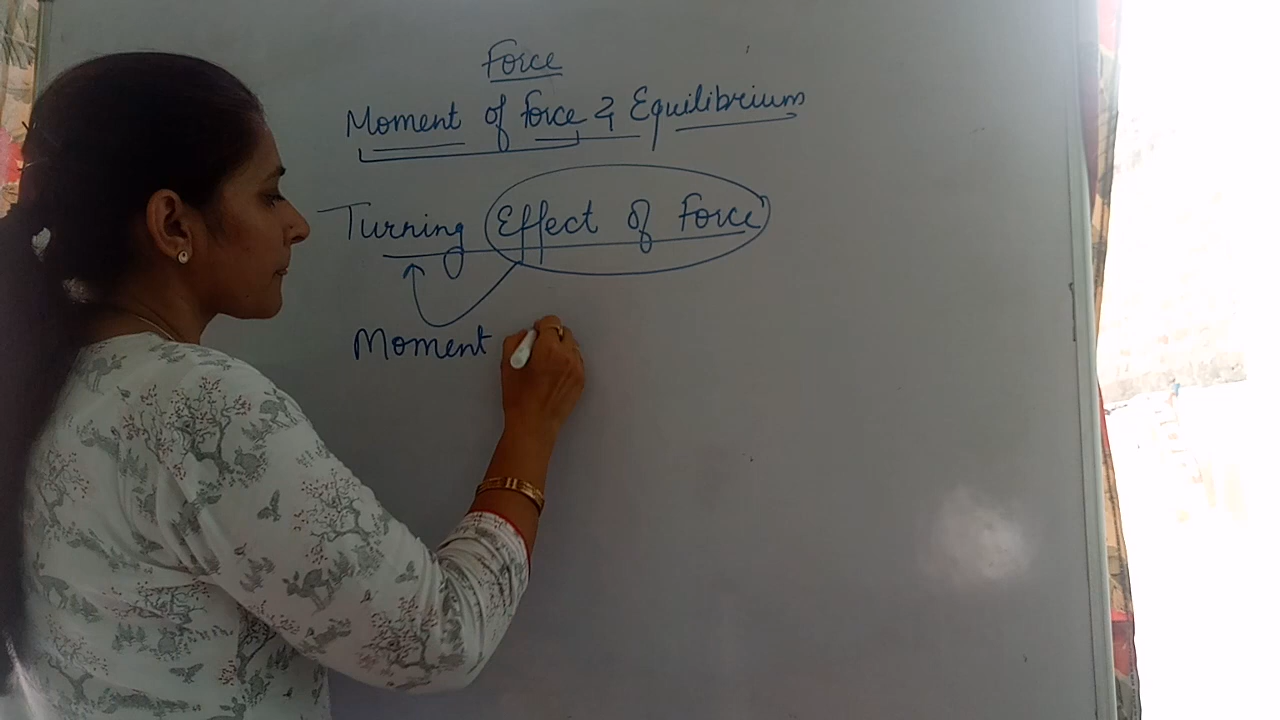 Force
Moment of Force & Equilibrium
Turning Effect of Force
Moment